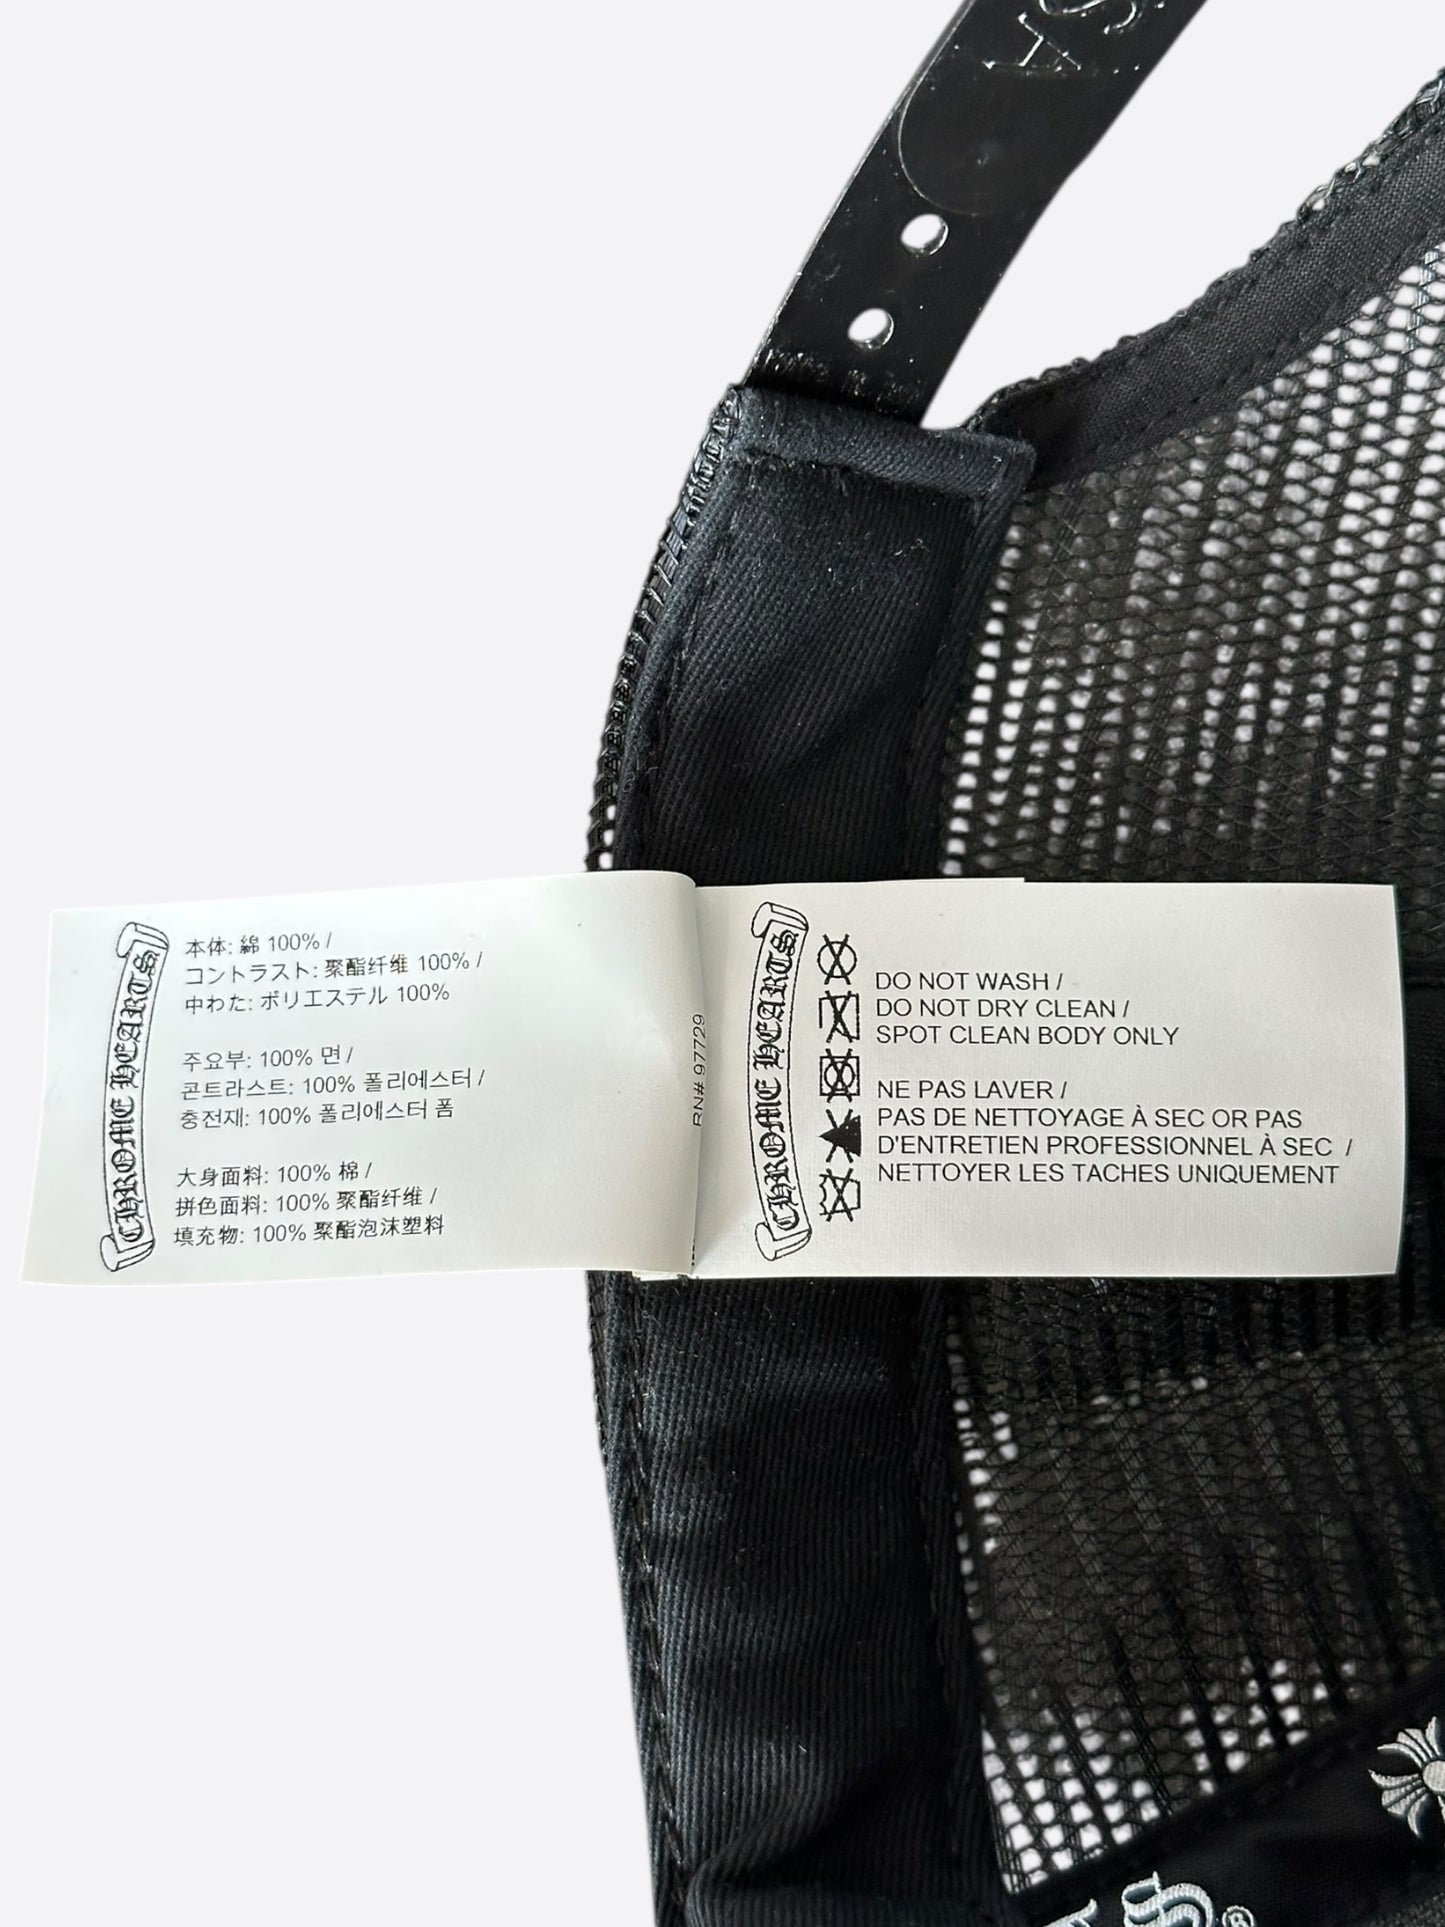 SA
CHROME HEARTS
本体: 綿 100% /
コントラスト: 聚酯纤维 100% /
中わた: ポリエステル 100%
주요부: 100% 면 /
콘트라스트: 100% 폴리에스터 /
충전재: 100% 폴리에스터 폼
大身面料: 100% 棉 /
拼色面料: 100% 聚酯纤维 /
填充物: 100% 聚酯泡沫塑料
RN# 97729
CHROME HEARTS
DO NOT WASH /
DO NOT DRY CLEAN /
SPOT CLEAN BODY ONLY
NE PAS LAVER /
PAS DE NETTOYAGE À SEC OR PAS
D'ENTRETIEN PROFESSIONNEL À SEC /
NETTOYER LES TACHES UNIQUEMENT
S®